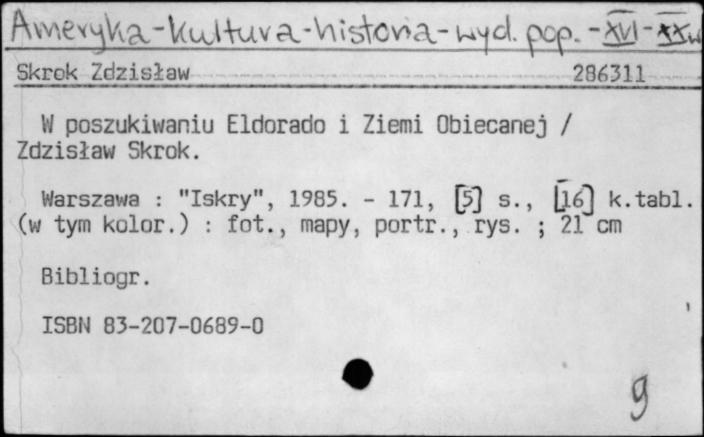 Ameryka-kultura-historia-wyd. pop. - XVI-XXw
Skrok Zdzisław 286311
W poszukiwaniu Eldorado i Ziemi Obiecanej /
Zdzisław Skrok.
Warszawa : "Iskry", 1985. - 171, [5] s., [16] k.tabl.
(w tym kolor.) : fot., mapy, portr., rys. ; 21 cm
Bibliogr.
ISBN 83-207-0689-0
9